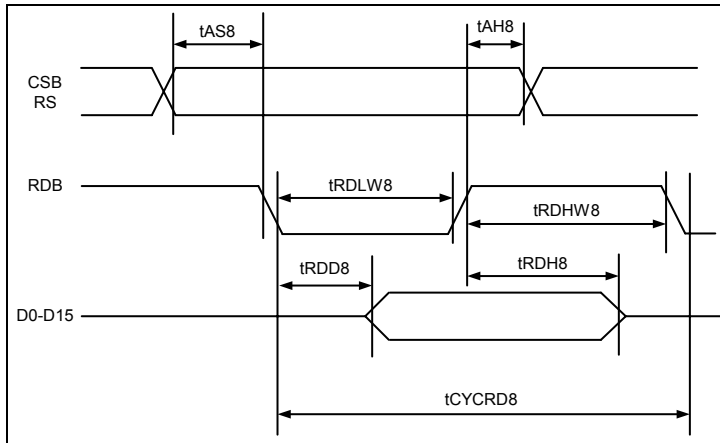 tAS8
tAH8
CSB
RS
RDB
tRDLW8
tRDHW8
tRDD8
tRDH8
D0-D15
tCYCRD8